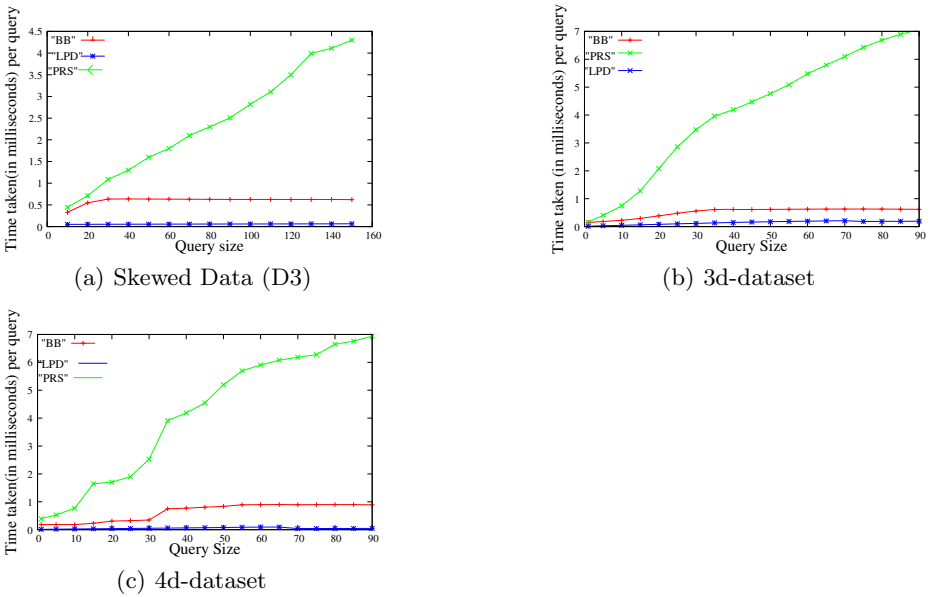 Time taken(in milliseconds) per query
4.5
4
3.5
3
2.5
2
1.5
1
0.5
0
"BB"
"LPD"
"PRS"
0 20 40 60 80 100 120 140 160
Query size
(a) Skewed Data (D3)
Time taken (in milliseconds) per query
7
6
5
4
3
2
1
0
"BB"
"PRS"
"LPD"
0 10 20 30 40 50 60 70 80 90
Query Size
(b) 3d-dataset
Time taken(in milliseconds) per query
7
6
5
4
3
2
1
0
"BB"
"LPD"
"PRS"
0 10 20 30 40 50 60 70 80 90
Query Size
(c) 4d-dataset